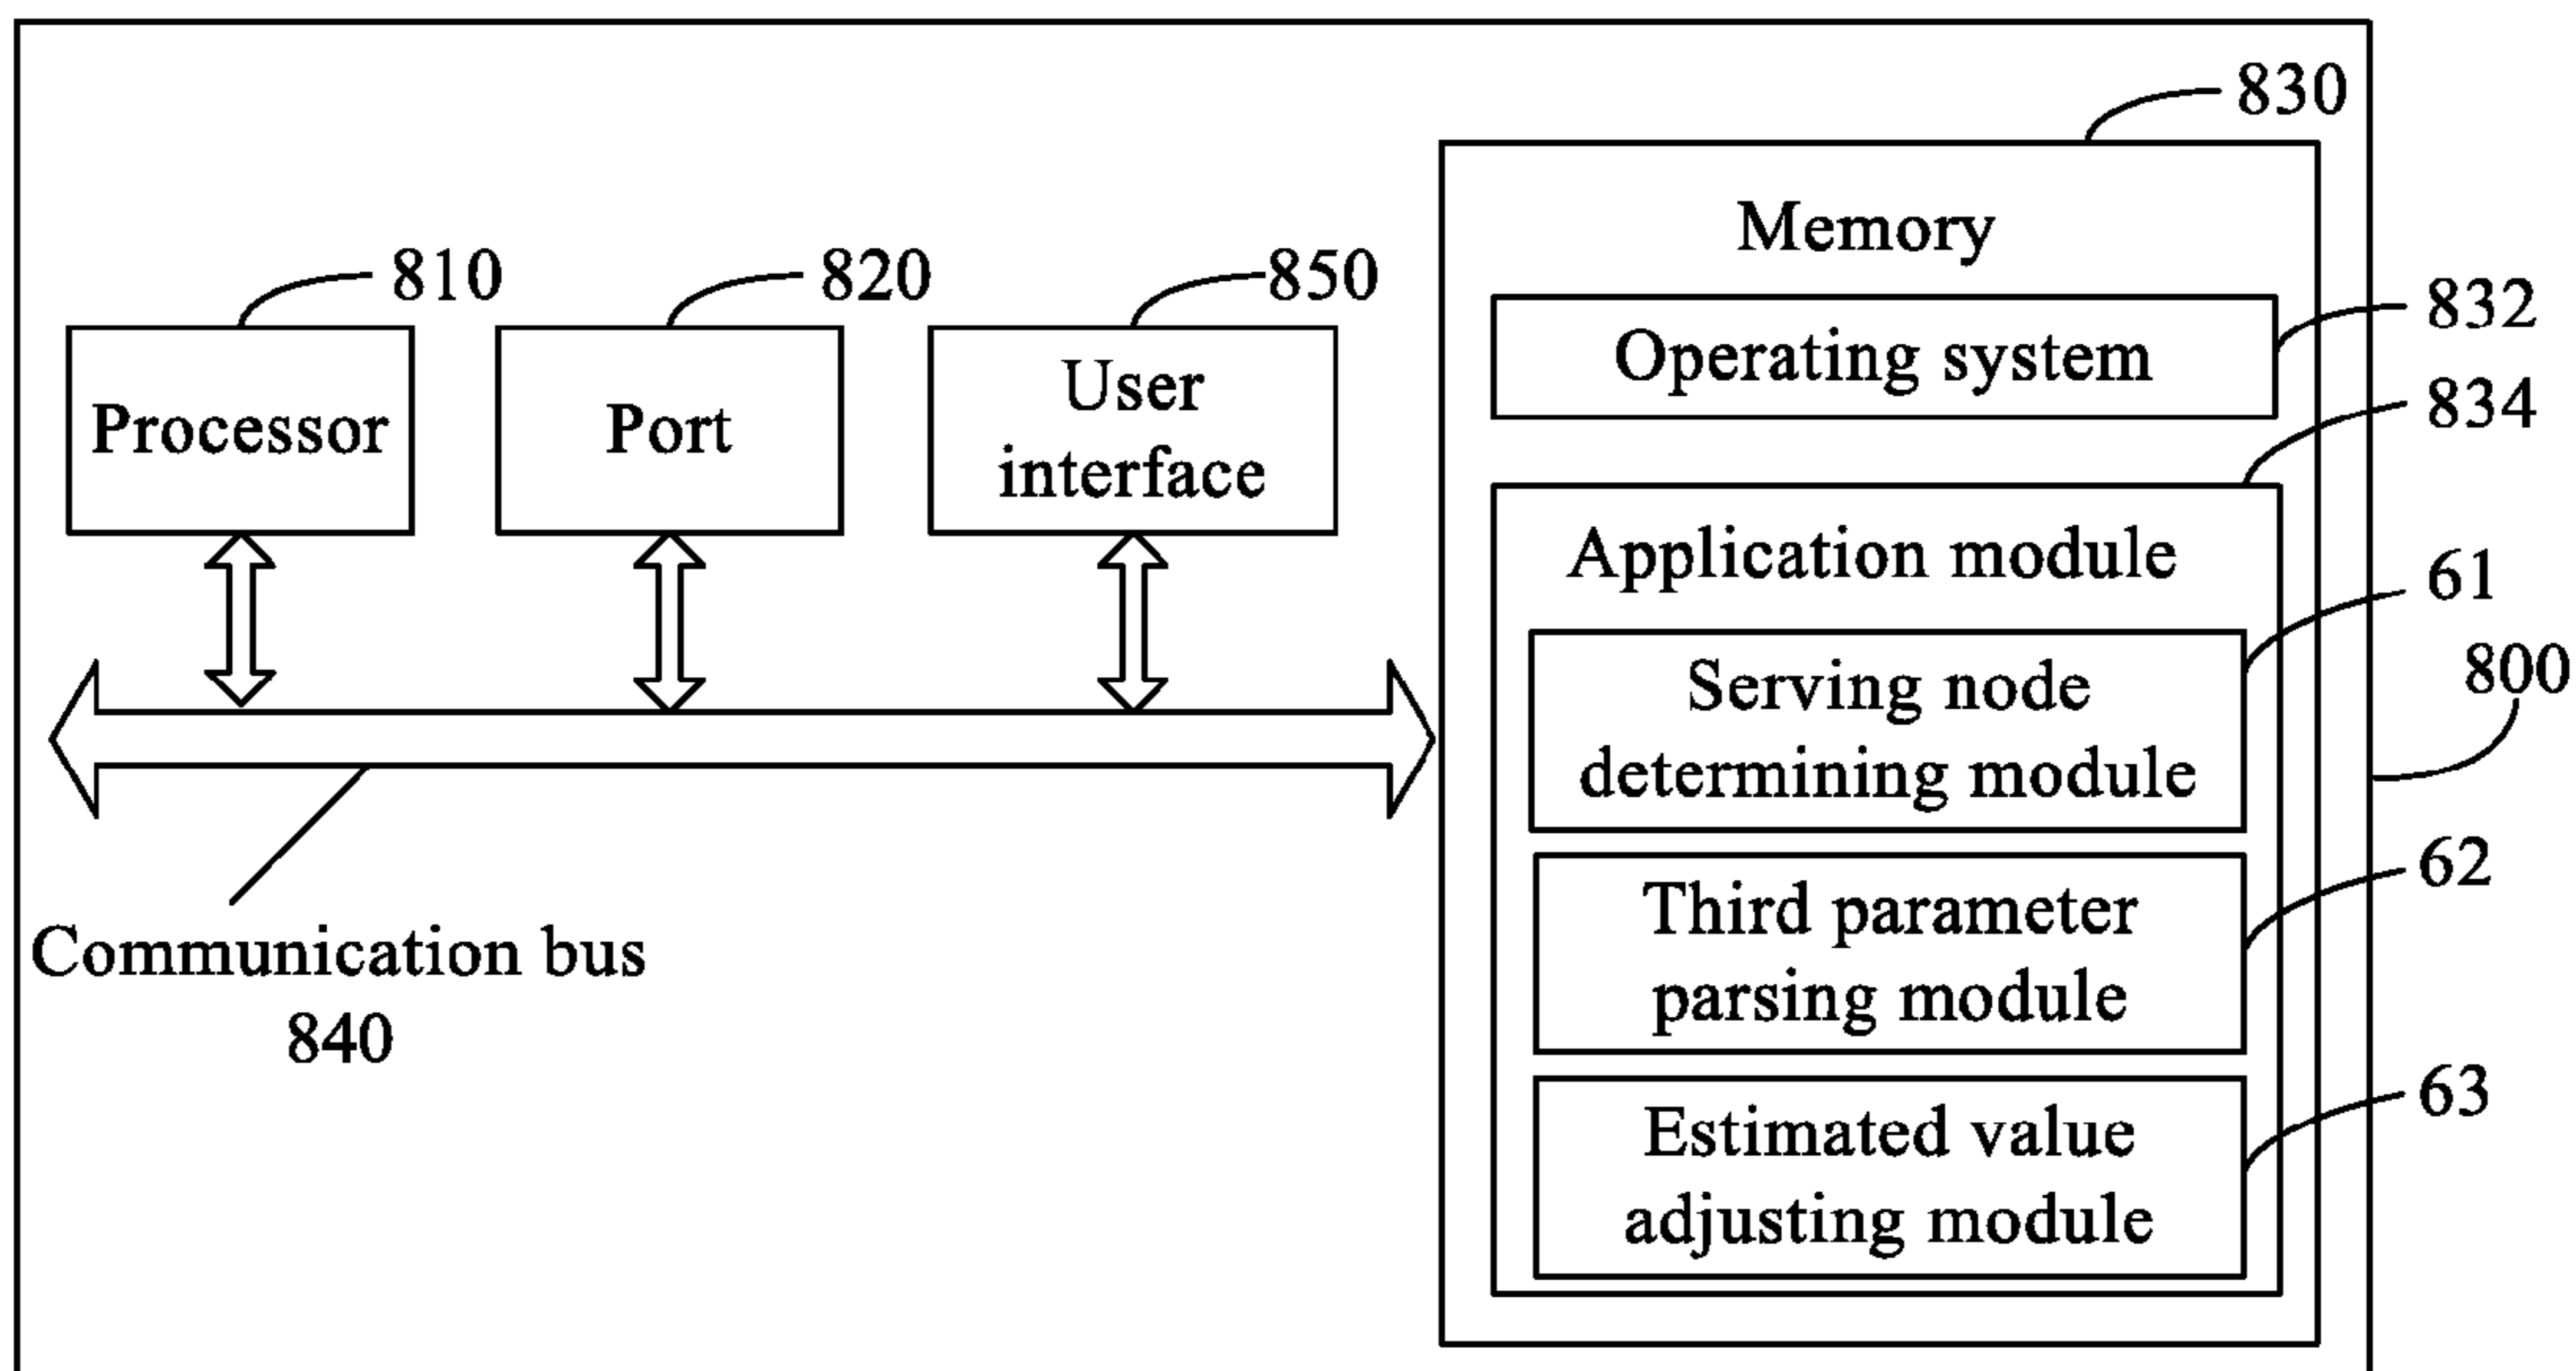 830
Memory
810
820
850
832
Operating system
834
Processor
Port
User
interface
Application module
61
Serving node
determining module
800
62
Third parameter
parsing module
Communication bus
840
63
Estimated value
adjusting module